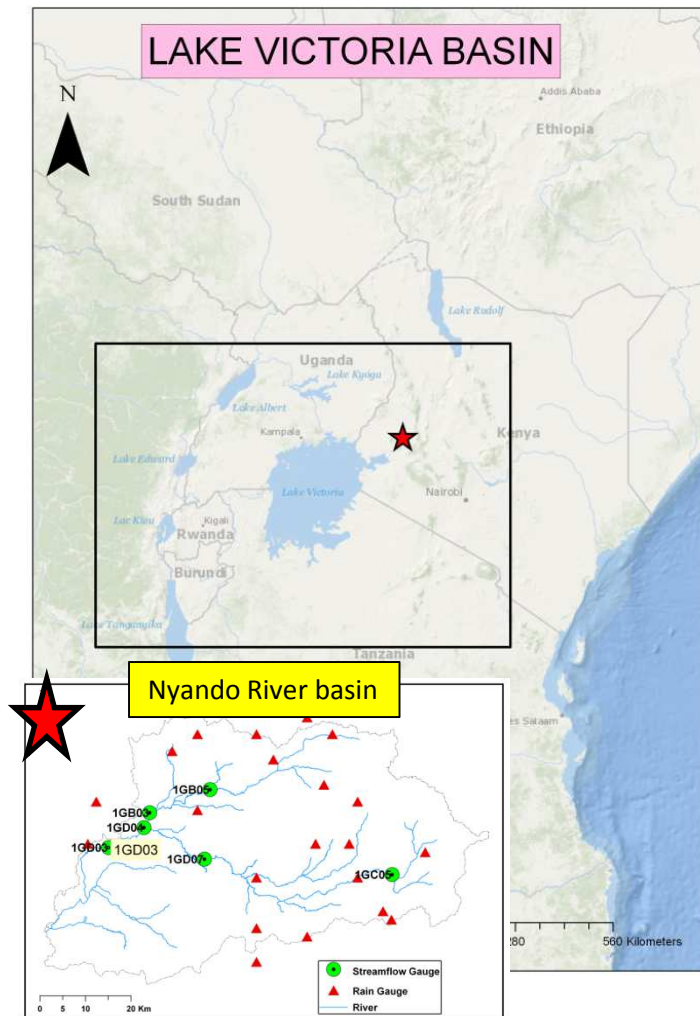 LAKE VICTORIA BASIN
N
Addis Ababa
Ethiopia
South Sudan
Lake Rudolf
Uganda
Lake Kyoga
Lake Albert
Kampala
Kenya
Lake Edward
Lake Victoria
Nairobi
Lac Kivu
Kigali
Rwanda
Burundi
Lake Tanganyika
Tanzania
Nyando River basin
es Salaam
1GB05
1GB03
1GD04
1GD03
1GD03
1GD07
1GC05
280
560 Kilometers
Streamflow Gauge
Rain Gauge
River
0 5 10 20 Km